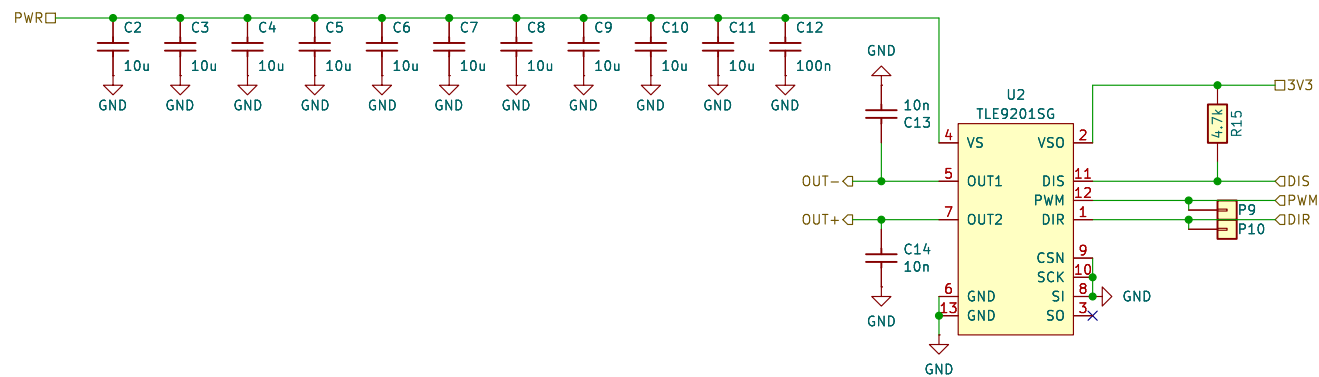 PWR
C2 C3 C4 C5 C6 C7 C8 C9 C10 C11 C12
10u 10u 10u 10u 10u 10u 10u 10u 10u 10u 100n
GND GND GND GND GND GND GND GND GND GND GND
GND
10n
C13
U2
TLE9201SG
3V3
4.7k
R15
4 VS VSO 2
OUT- 5 OUT1 DIS 11 DIS
PWM 12 PWM
P9
OUT+ 7 OUT2 DIR 1 DIR
P10
C14
10n
GND
CSN 9
SCK 10
6 GND SI 8 GND
13 GND SO 3
GND